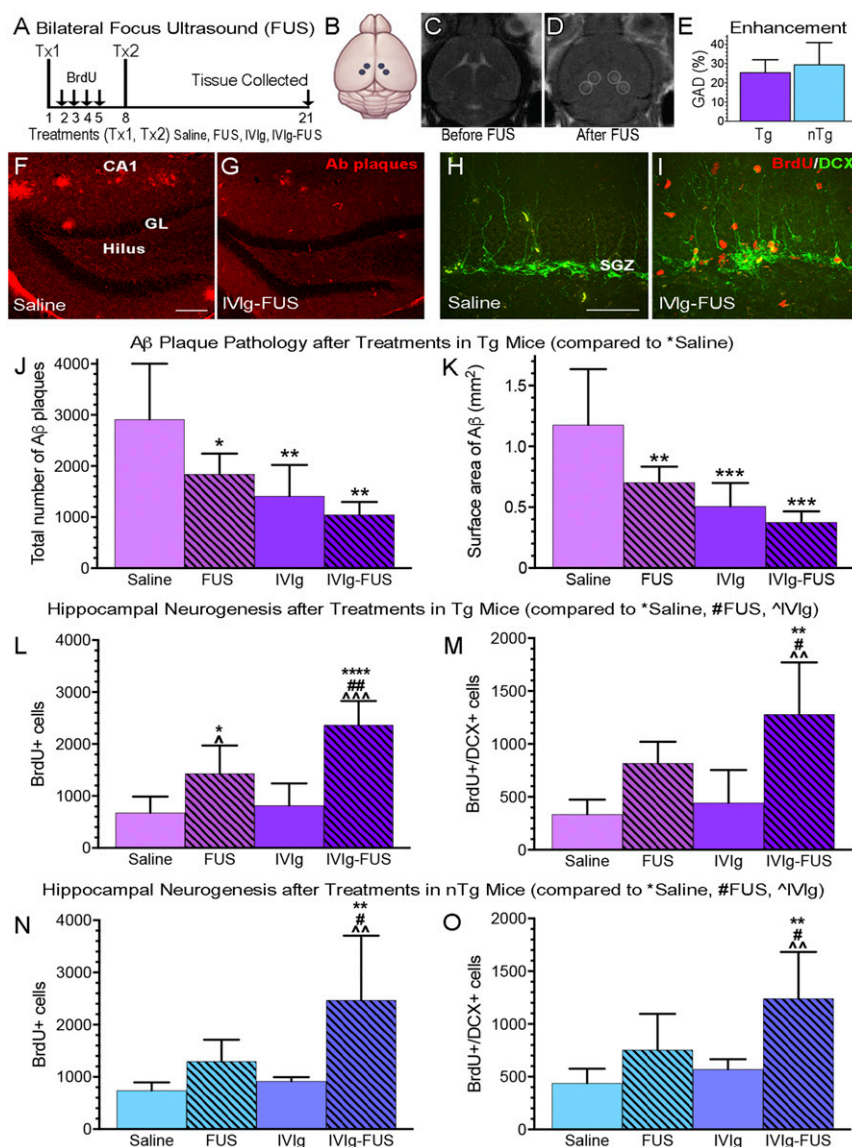 A Bilateral Focus Ultrasound (FUS)
Tx1 Tx2
BrdU
Tissue Collected
1 2 3 4 5 8 21
Treatments (Tx1, Tx2) Saline, FUS, IVIg, IVIg-FUS
B
C
Before FUS
D
After FUS
E Enhancement
GAD (%)
40
30
20
10
0
Tg nTg
F
CA1
GL
Hilus
Saline
G
Ab plaques
IVIg-FUS
H
SGZ
Saline
I
BrdU/DCX
IVIg-FUS
Aβ Plaque Pathology after Treatments in Tg Mice (compared to *Saline)
J
Total number of Aβ plaques
4000
3000
2000
1000
0
* ** **
Saline FUS IVIg IVIg-FUS
K
Surface area of Aβ (mm²)
1.5
1.0
0.5
0.0
** *** ***
Saline FUS IVIg IVIg-FUS
Hippocampal Neurogenesis after Treatments in Tg Mice (compared to *Saline, #FUS, ^IVIg)
L
BrdU+ cells
4000
3000
2000
1000
0
*
^
****
##
^^^
Saline FUS IVIg IVIg-FUS
M
BrdU+/DCX+ cells
2000
1500
1000
500
0
**
#
^^
Saline FUS IVIg IVIg-FUS
Hippocampal Neurogenesis after Treatments in nTg Mice (compared to *Saline, #FUS, ^IVIg)
N
BrdU+ cells
4000
3000
2000
1000
0
**
#
^^
Saline FUS IVIg IVIg-FUS
O
BrdU+/DCX+ cells
2000
1500
1000
500
0
**
#
^^
Saline FUS IVIg IVIg-FUS